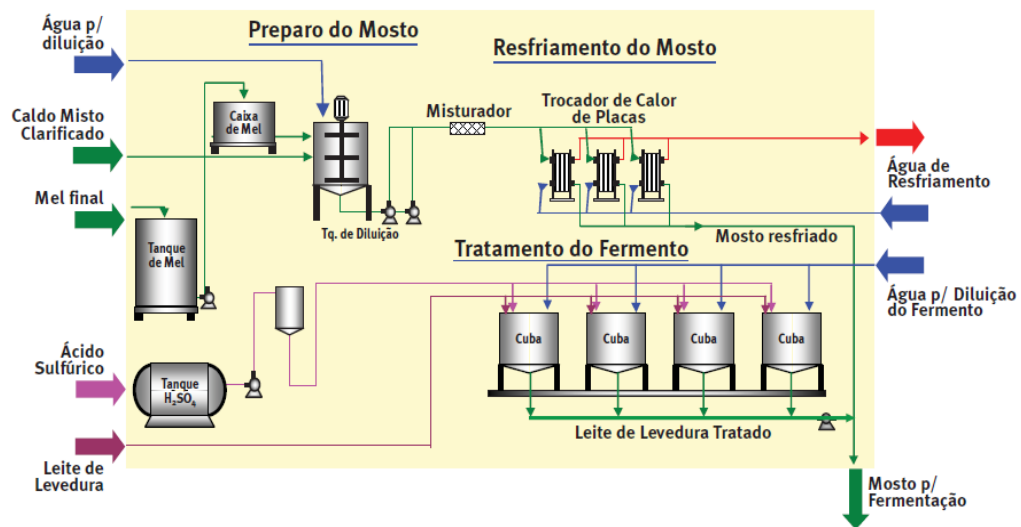 Água p/
diluição
Preparo do Mosto
Resfriamento do Mosto
Caldo Misto
Clarificado
Caixa
de Mel
Misturador
Trocador de Calor
de Placas
Água de
Resfriamento
Mel final
Tanque
de Mel
Tq. de Diluição
Mosto resfriado
Tratamento do Fermento
Água p/ Diluição
do Fermento
Ácido
Sulfúrico
Tanque
H₂SO₄
Cuba
Cuba
Cuba
Cuba
Leite de Levedura Tratado
Leite de
Levedura
Mosto p/
Fermentação